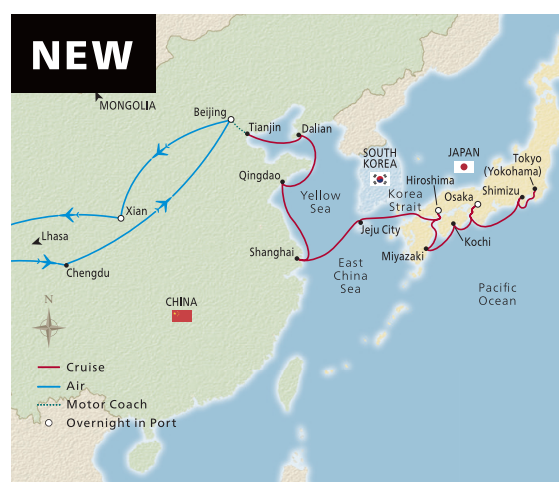 NEW
MONGOLIA
Beijing
Tianjin
Dalian
SOUTH
KOREA
JAPAN
Tokyo
(Yokohama)
Hiroshima
Osaka
Shimizu
Qingdao
Yellow
Sea
Korea
Strait
Xian
Jeju City
Kochi
Lhasa
Chengdu
Shanghai
Miyazaki
East
China
Sea
Pacific
Ocean
N
CHINA
Cruise
Air
Motor Coach
Overnight in Port